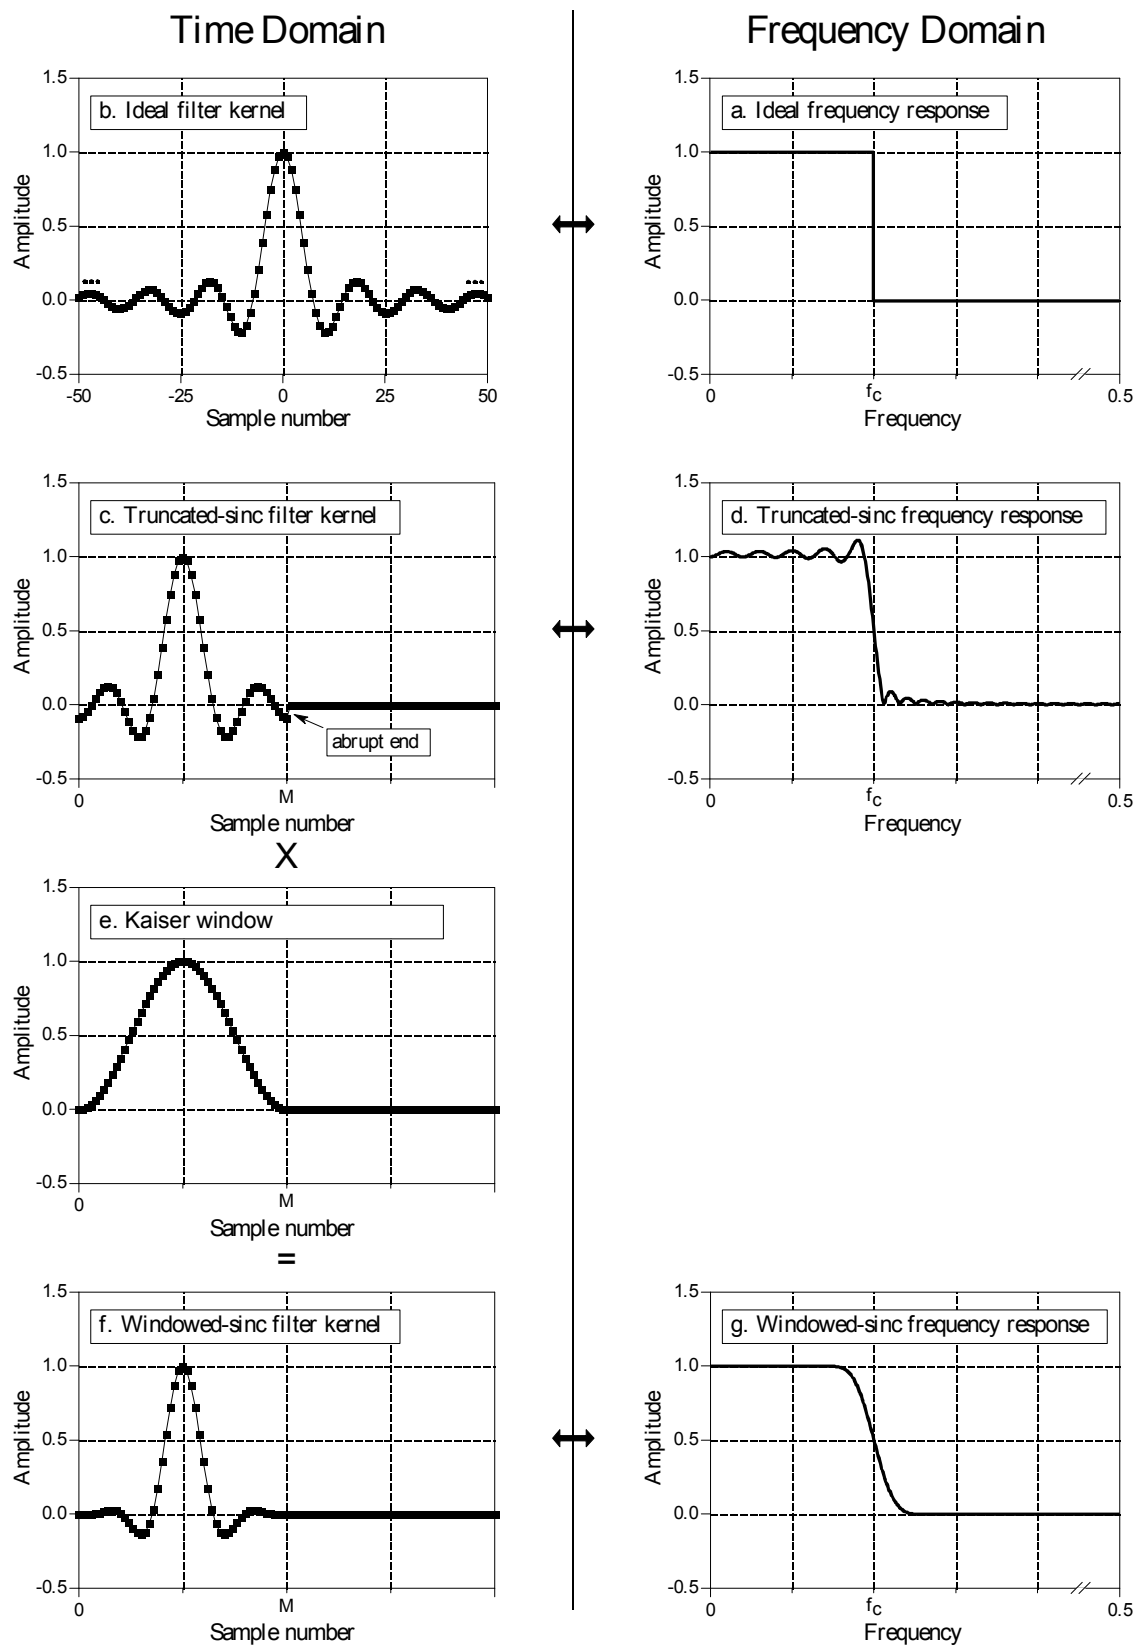 Time Domain
Frequency Domain
1.5
1.0
0.5
0.0
-0.5
Amplitude
b. Ideal filter kernel
-50
-25
0
25
50
Sample number
1.5
1.0
0.5
0.0
-0.5
Amplitude
a. Ideal frequency response
0
fC
0.5
Frequency
1.5
1.0
0.5
0.0
-0.5
Amplitude
c. Truncated-sinc filter kernel
abrupt end
0
M
Sample number
X
1.5
1.0
0.5
0.0
-0.5
Amplitude
d. Truncated-sinc frequency response
0
fC
0.5
Frequency
1.5
1.0
0.5
0.0
-0.5
Amplitude
e. Kaiser window
0
M
Sample number
=
1.5
1.0
0.5
0.0
-0.5
Amplitude
f. Windowed-sinc filter kernel
0
M
Sample number
1.5
1.0
0.5
0.0
-0.5
Amplitude
g. Windowed-sinc frequency response
0
fC
0.5
Frequency